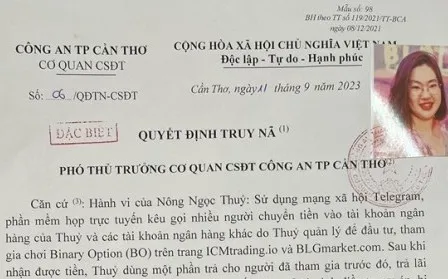 Mẫu số: 98
BH theo TT số 119/2021/TT-BCA
ngày 08/12/2021
CÔNG AN TP CẦN THƠ
CỘNG HÒA XÃ HỘI CHỦ NGHĨA VIỆT NAM
CƠ QUAN CSĐT
Độc lập - Tự do - Hạnh phúc
Số: 06/QĐTN-CSĐT
Cần Thơ, ngày 11 tháng 9 năm 2023
ĐẶC BIỆT
QUYẾT ĐỊNH TRUY NÃ (1)
PHÓ THỦ TRƯỞNG CƠ QUAN CSĐT CÔNG AN TP CẦN THƠ(2)
Căn cứ (3): Hành vi của Nông Ngọc Thuý: Sử dụng mạng xã hội Telegram,
phần mềm họp trực tuyến kêu gọi nhiều người chuyển tiền vào tài khoản ngân
hàng của Thuý và các tài khoản ngân hàng khác do Thuý quản lý để đầu tư, tham
gia chơi Binary Option (BO) trên trang ICMtrading.io và BLGmarket.com. Sau khi
nhận được tiền, Thuý dùng một phần trả cho người đã tham gia trước đó, trả lãi